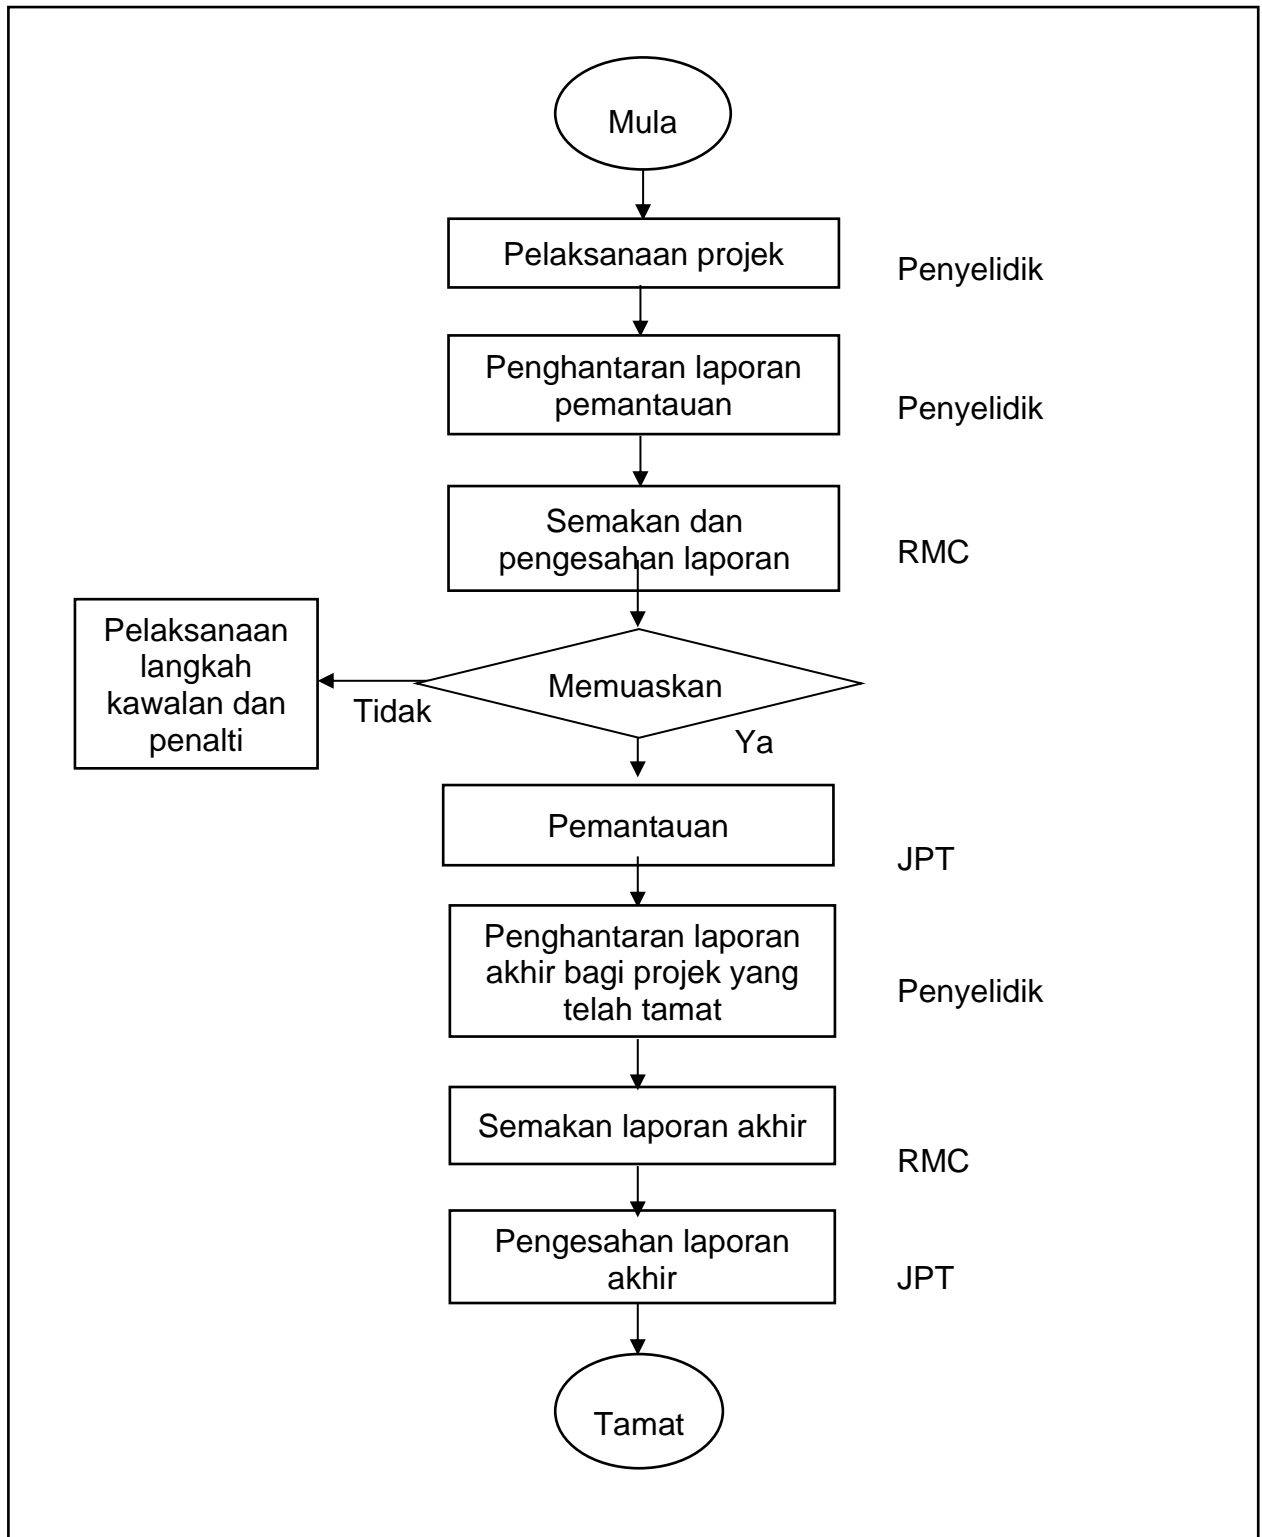 Mula
Pelaksanaan projek
Penyelidik
Penghantaran laporan
pemantauan
Penyelidik
Semakan dan
pengesahan laporan
RMC
Pelaksanaan
langkah
kawalan dan
penalti
Tidak
Memuaskan
Ya
Pemantauan
JPT
Penghantaran laporan
akhir bagi projek yang
telah tamat
Penyelidik
Semakan laporan akhir
RMC
Pengesahan laporan
akhir
JPT
Tamat